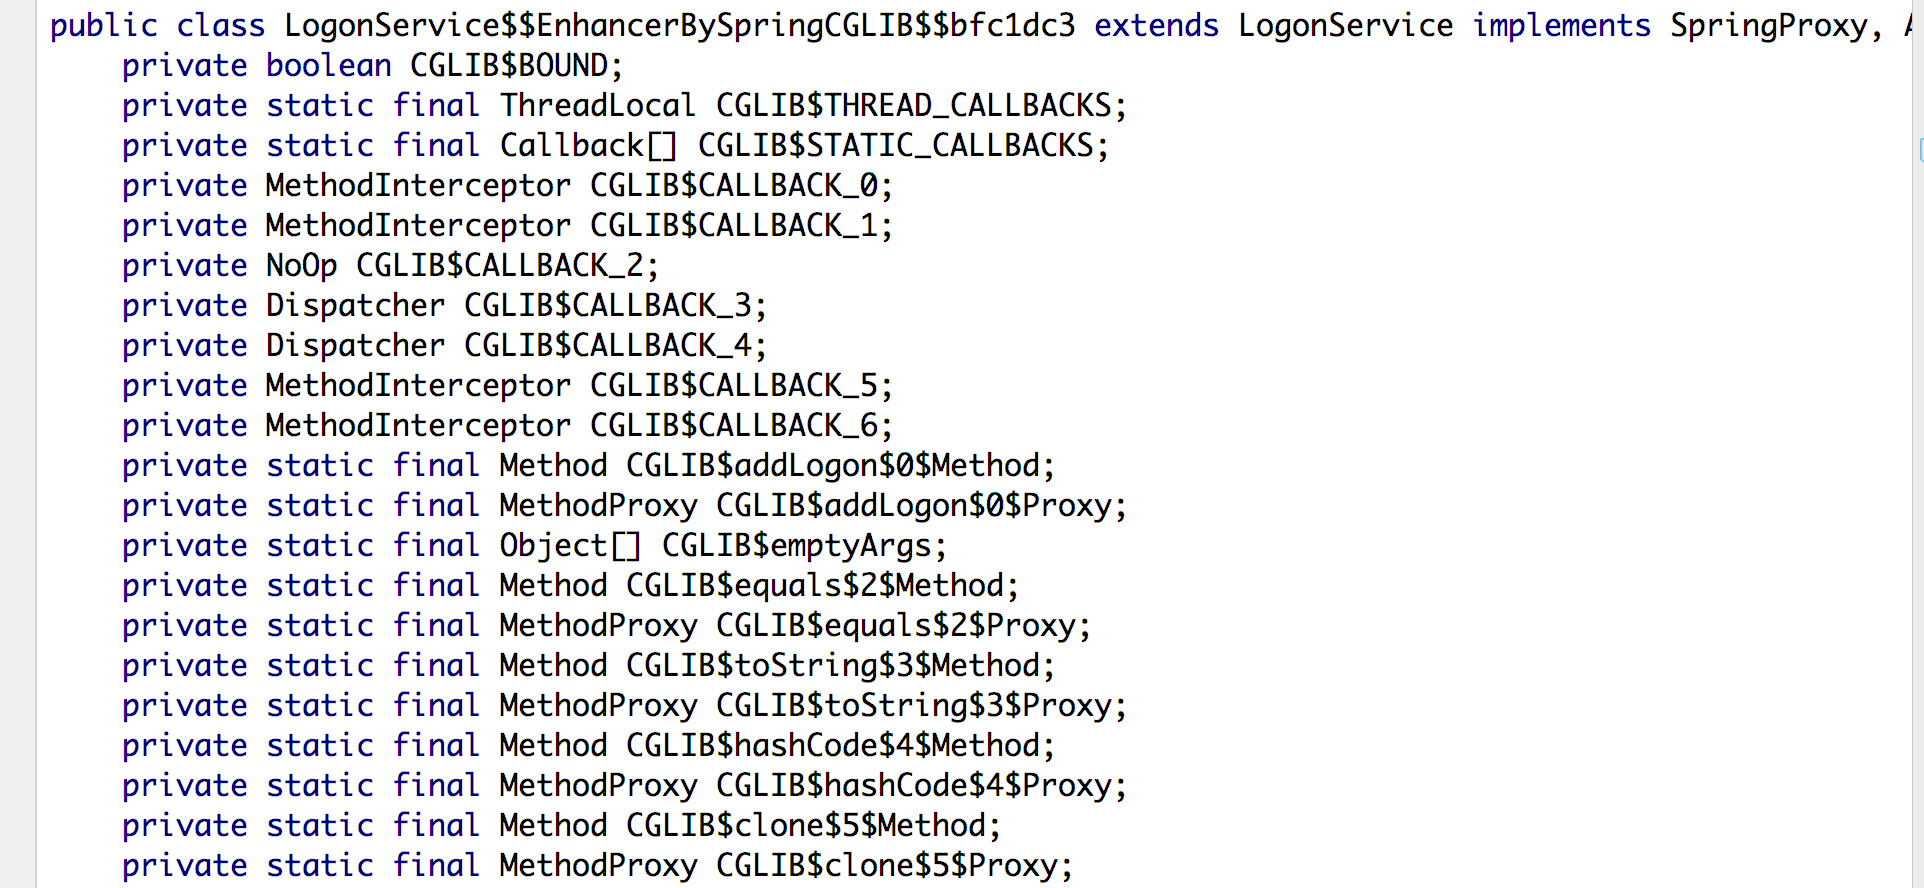 public class LogonService$$EnhancerBySpringCGLIB$$bfc1dc3 extends LogonService implements SpringProxy,
private boolean CGLIB$BOUND;
private static final ThreadLocal CGLIB$THREAD_CALLBACKS;
private static final Callback[] CGLIB$STATIC_CALLBACKS;
private MethodInterceptor CGLIB$CALLBACK_0;
private MethodInterceptor CGLIB$CALLBACK_1;
private NoOp CGLIB$CALLBACK_2;
private Dispatcher CGLIB$CALLBACK_3;
private Dispatcher CGLIB$CALLBACK_4;
private MethodInterceptor CGLIB$CALLBACK_5;
private MethodInterceptor CGLIB$CALLBACK_6;
private static final Method CGLIB$addLogon$0$Method;
private static final MethodProxy CGLIB$addLogon$0$Proxy;
private static final Object[] CGLIB$emptyArgs;
private static final Method CGLIB$equals$2$Method;
private static final MethodProxy CGLIB$equals$2$Proxy;
private static final Method CGLIB$toString$3$Method;
private static final MethodProxy CGLIB$toString$3$Proxy;
private static final Method CGLIB$hashCode$4$Method;
private static final MethodProxy CGLIB$hashCode$4$Proxy;
private static final Method CGLIB$clone$5$Method;
private static final MethodProxy CGLIB$clone$5$Proxy;